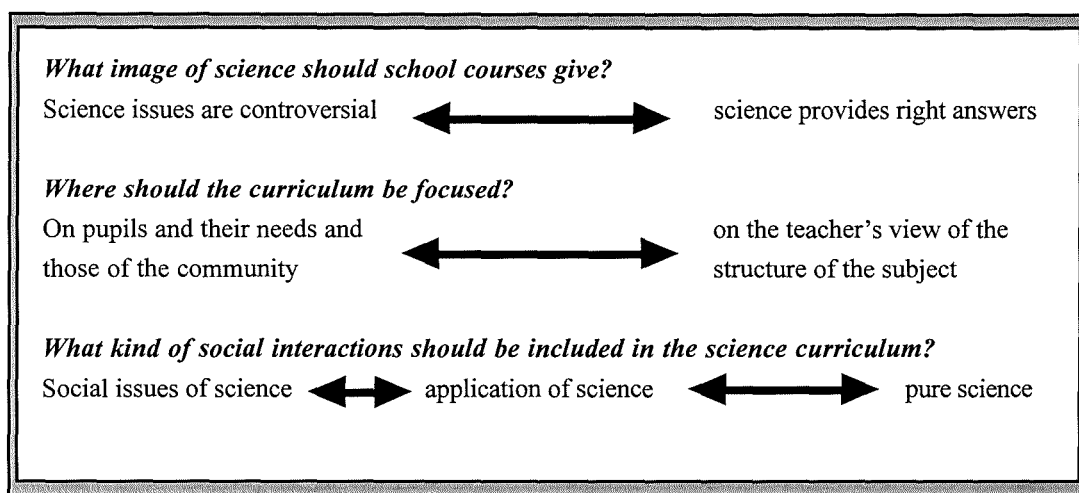 What image of science should school courses give?
Science issues are controversial science provides right answers
Where should the curriculum be focused?
On pupils and their needs and on the teacher's view of the
those of the community structure of the subject
What kind of social interactions should be included in the science curriculum?
Social issues of science application of science pure science